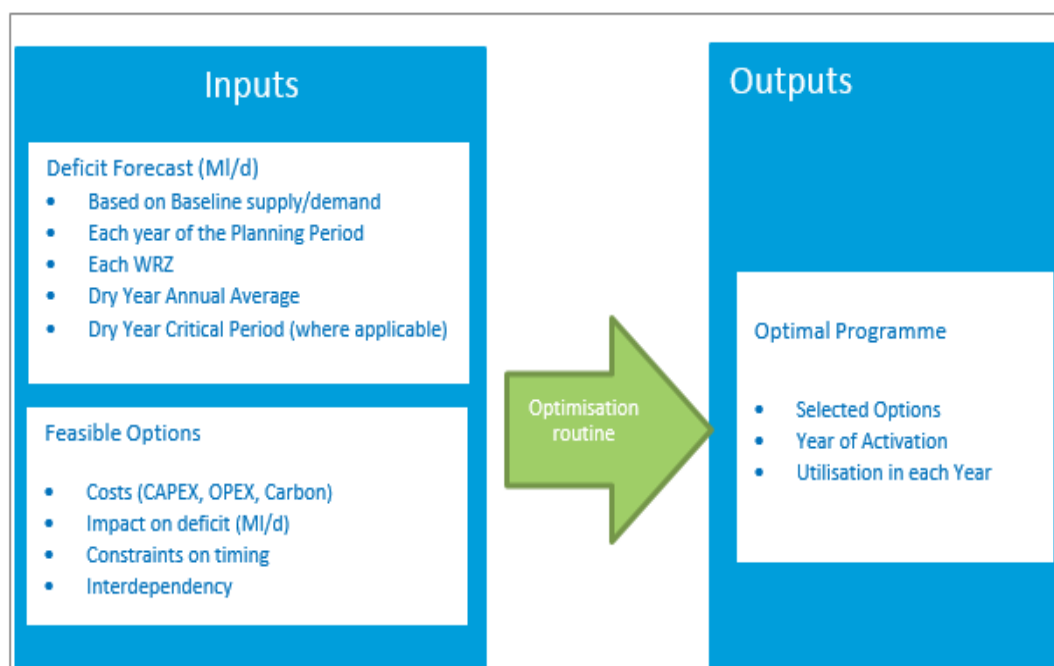 Inputs
Deficit Forecast (Ml/d)
• Based on Baseline supply/demand
• Each year of the Planning Period
• Each WRZ
• Dry Year Annual Average
• Dry Year Critical Period (where applicable)
Feasible Options
• Costs (CAPEX, OPEX, Carbon)
• Impact on deficit (Ml/d)
• Constraints on timing
• Interdependency
Optimisation
routine
Outputs
Optimal Programme
• Selected Options
• Year of Activation
• Utilisation in each Year